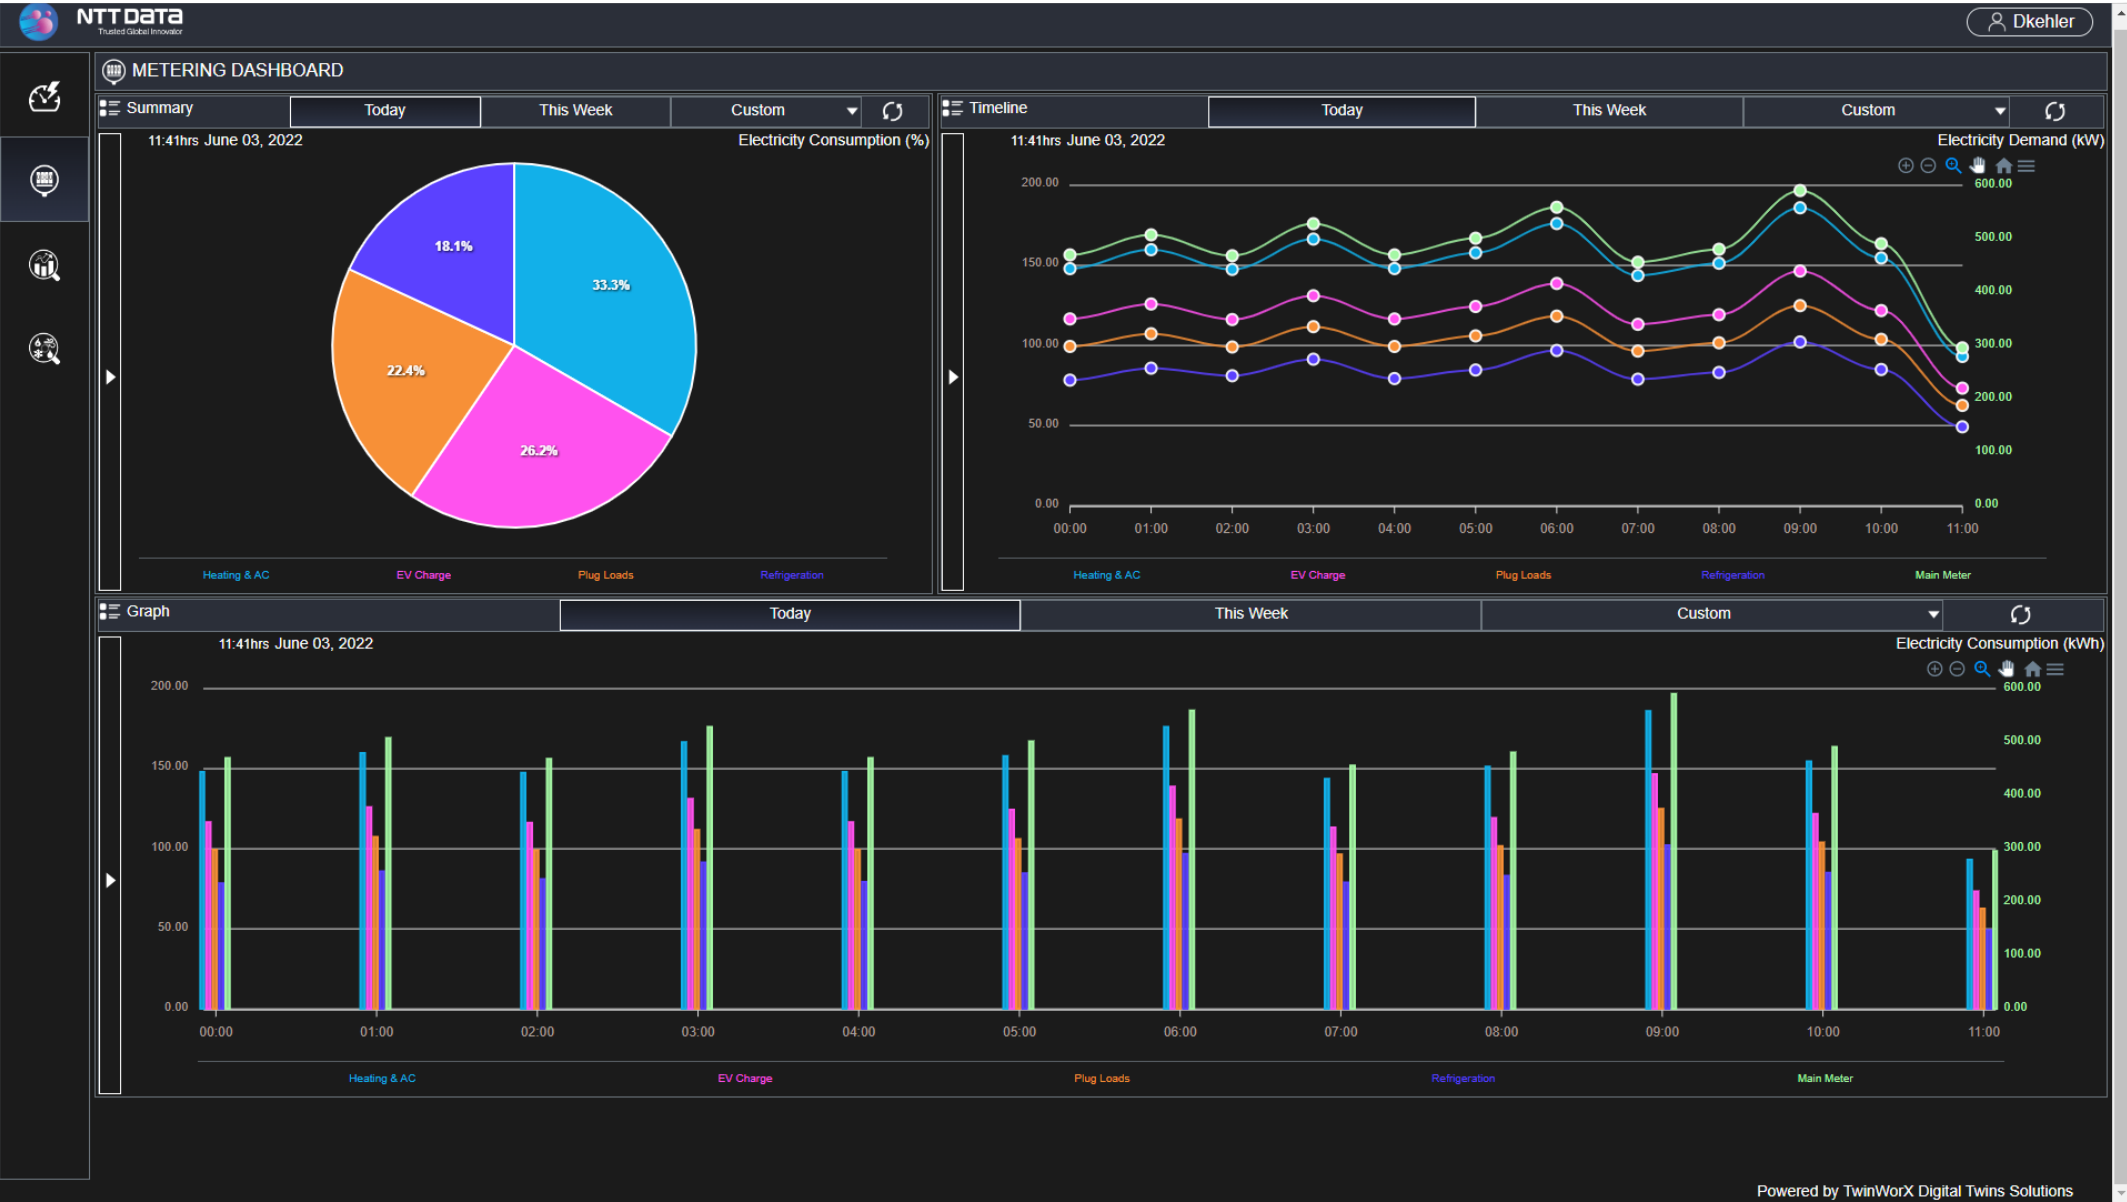 NTT DATA
Trusted Global Innovator
Dkehler
METERING DASHBOARD
Summary
Today
This Week
Custom
11:41hrs June 03, 2022
Electricity Consumption (%)
18.1%
33.3%
22.4%
26.2%
Heating & AC
EV Charge
Plug Loads
Refrigeration
Timeline
Today
This Week
Custom
11:41hrs June 03, 2022
Electricity Demand (kW)
200.00
150.00
100.00
50.00
0.00
600.00
500.00
400.00
300.00
200.00
100.00
0.00
00:00 01:00 02:00 03:00 04:00 05:00 06:00 07:00 08:00 09:00 10:00 11:00
Heating & AC
EV Charge
Plug Loads
Refrigeration
Main Meter
Graph
Today
This Week
Custom
11:41hrs June 03, 2022
Electricity Consumption (kWh)
200.00
150.00
100.00
50.00
0.00
600.00
500.00
400.00
300.00
200.00
100.00
0.00
00:00 01:00 02:00 03:00 04:00 05:00 06:00 07:00 08:00 09:00 10:00 11:00
Heating & AC
EV Charge
Plug Loads
Refrigeration
Main Meter
Powered by TwinWorX Digital Twins Solutions